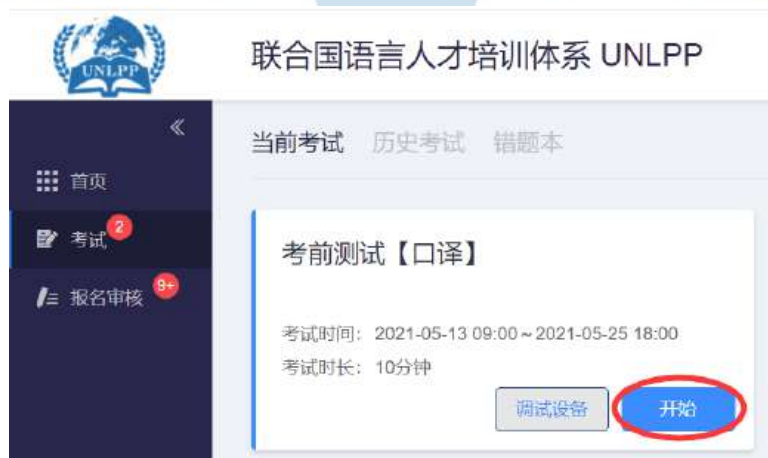 UNLPP
联合国语言人才培训体系 UNLPP
当前考试 历史考试 错题本
首页
考试 2
报名审核 9+
考前测试【口译】
考试时间：2021-05-13 09:00～2021-05-25 18:00
考试时长：10分钟
调试设备 开始